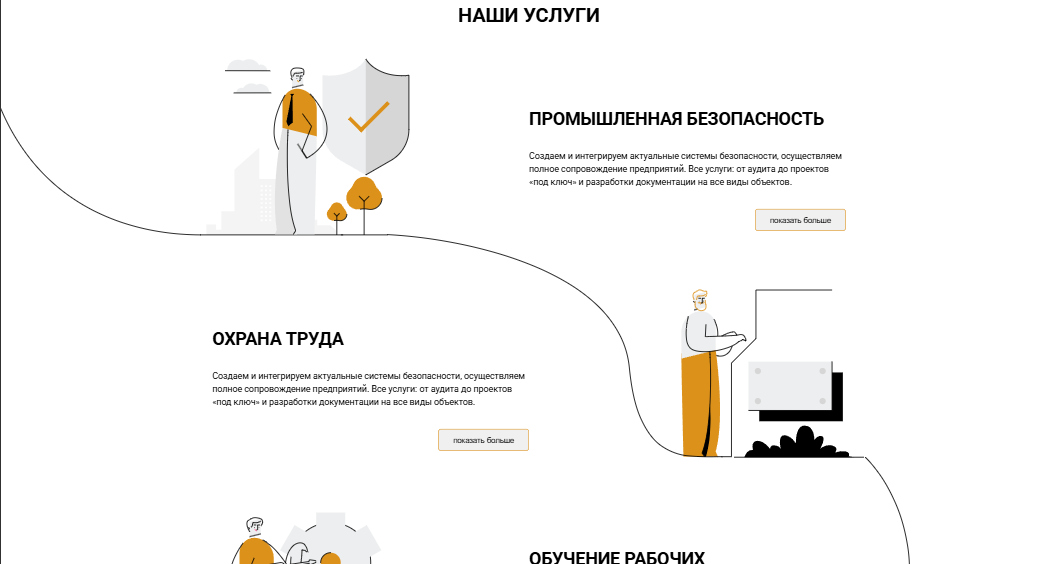 НАШИ УСЛУГИ
ПРОМЫШЛЕННАЯ БЕЗОПАСНОСТЬ
Создаем и интегрируем актуальные системы безопасности, осуществляем
полное сопровождение предприятий. Все услуги: от аудита до проектов
«под ключ» и разработки документации на все виды объектов.
показать больше
ОХРАНА ТРУДА
Создаем и интегрируем актуальные системы безопасности, осуществляем
полное сопровождение предприятий. Все услуги: от аудита до проектов
«под ключ» и разработки документации на все виды объектов.
показать больше
ОБУЧЕНИЕ РАБОЧИХ